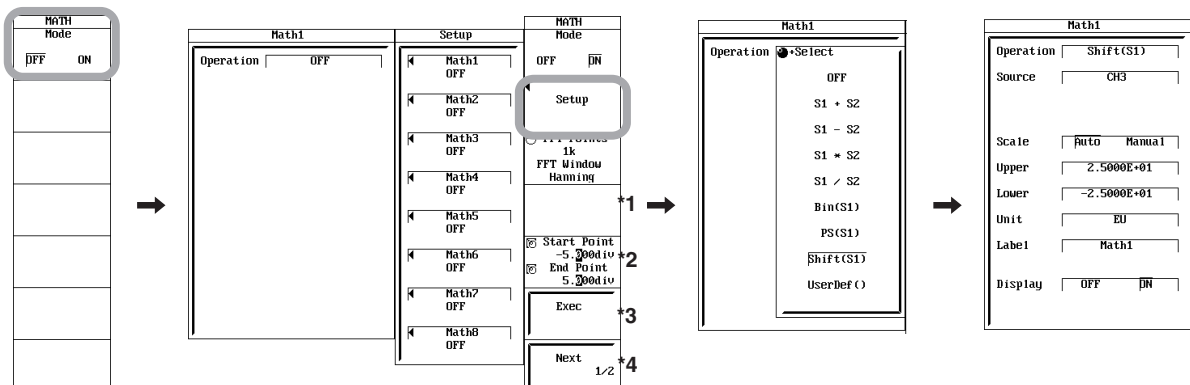 MATH
Mode
OFF ON
Math1
Operation OFF
Setup
Math1
OFF
Math2
OFF
Math3
OFF
Math4
OFF
Math5
OFF
Math6
OFF
Math7
OFF
Math8
OFF
MATH
Mode
OFF ON
Setup
FFT Points
1k
FFT Window
Hanning
*1
Start Point
-5.000div
*2
End Point
5.000div
Exec
*3
Next
1/2
*4
Math1
Operation Select
OFF
S1 + S2
S1 - S2
S1 * S2
S1 / S2
Bin(S1)
PS(S1)
Shift(S1)
UserDef()
Math1
Operation Shift(S1)
Source CH3
Scale Auto Manual
Upper 2.5000E+01
Lower -2.5000E+01
Unit EU
Label Math1
Display OFF ON